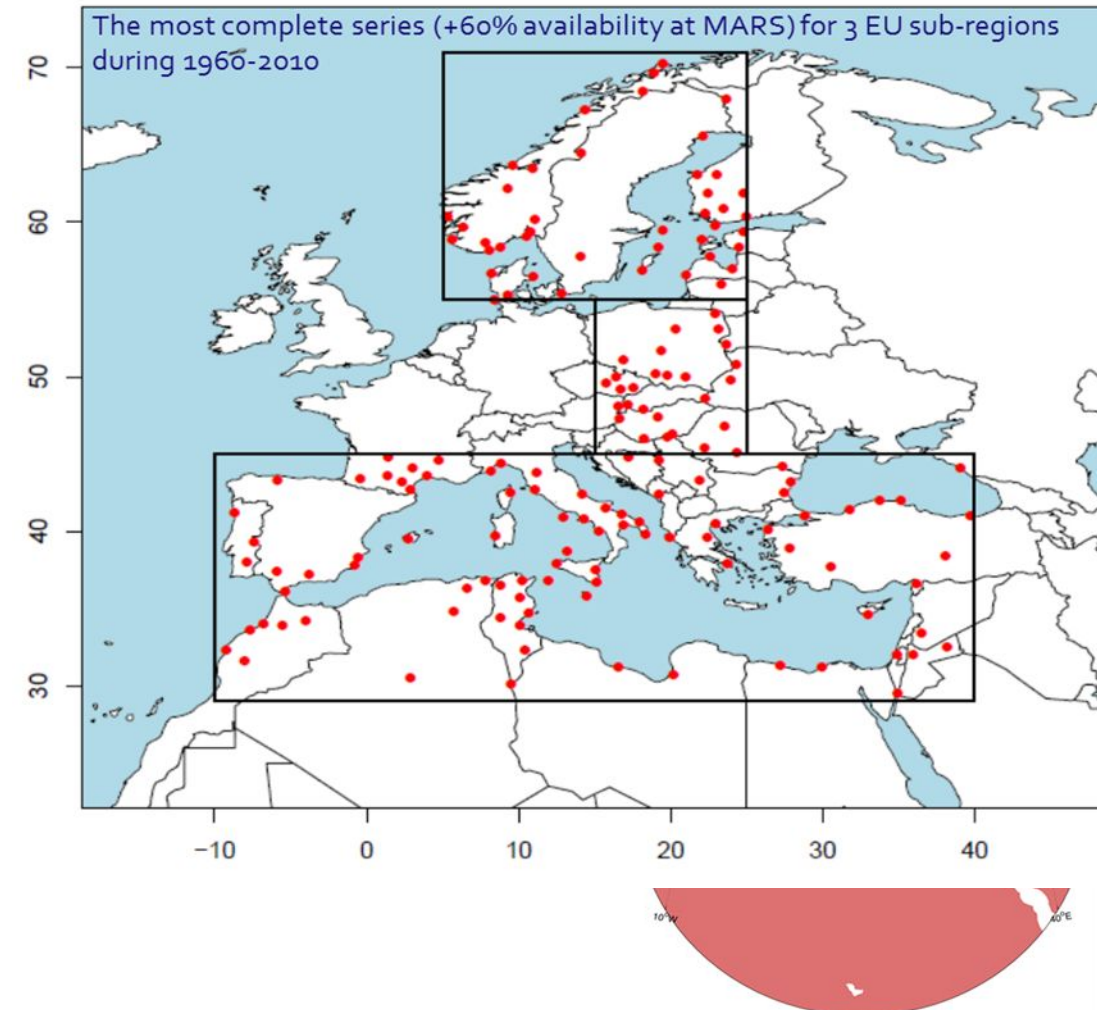 The most complete series (+60% availability at MARS) for 3 EU sub-regions
during 1960-2010
70
60
50
40
30
−10 0 10 20 30 40
10°W 40°E